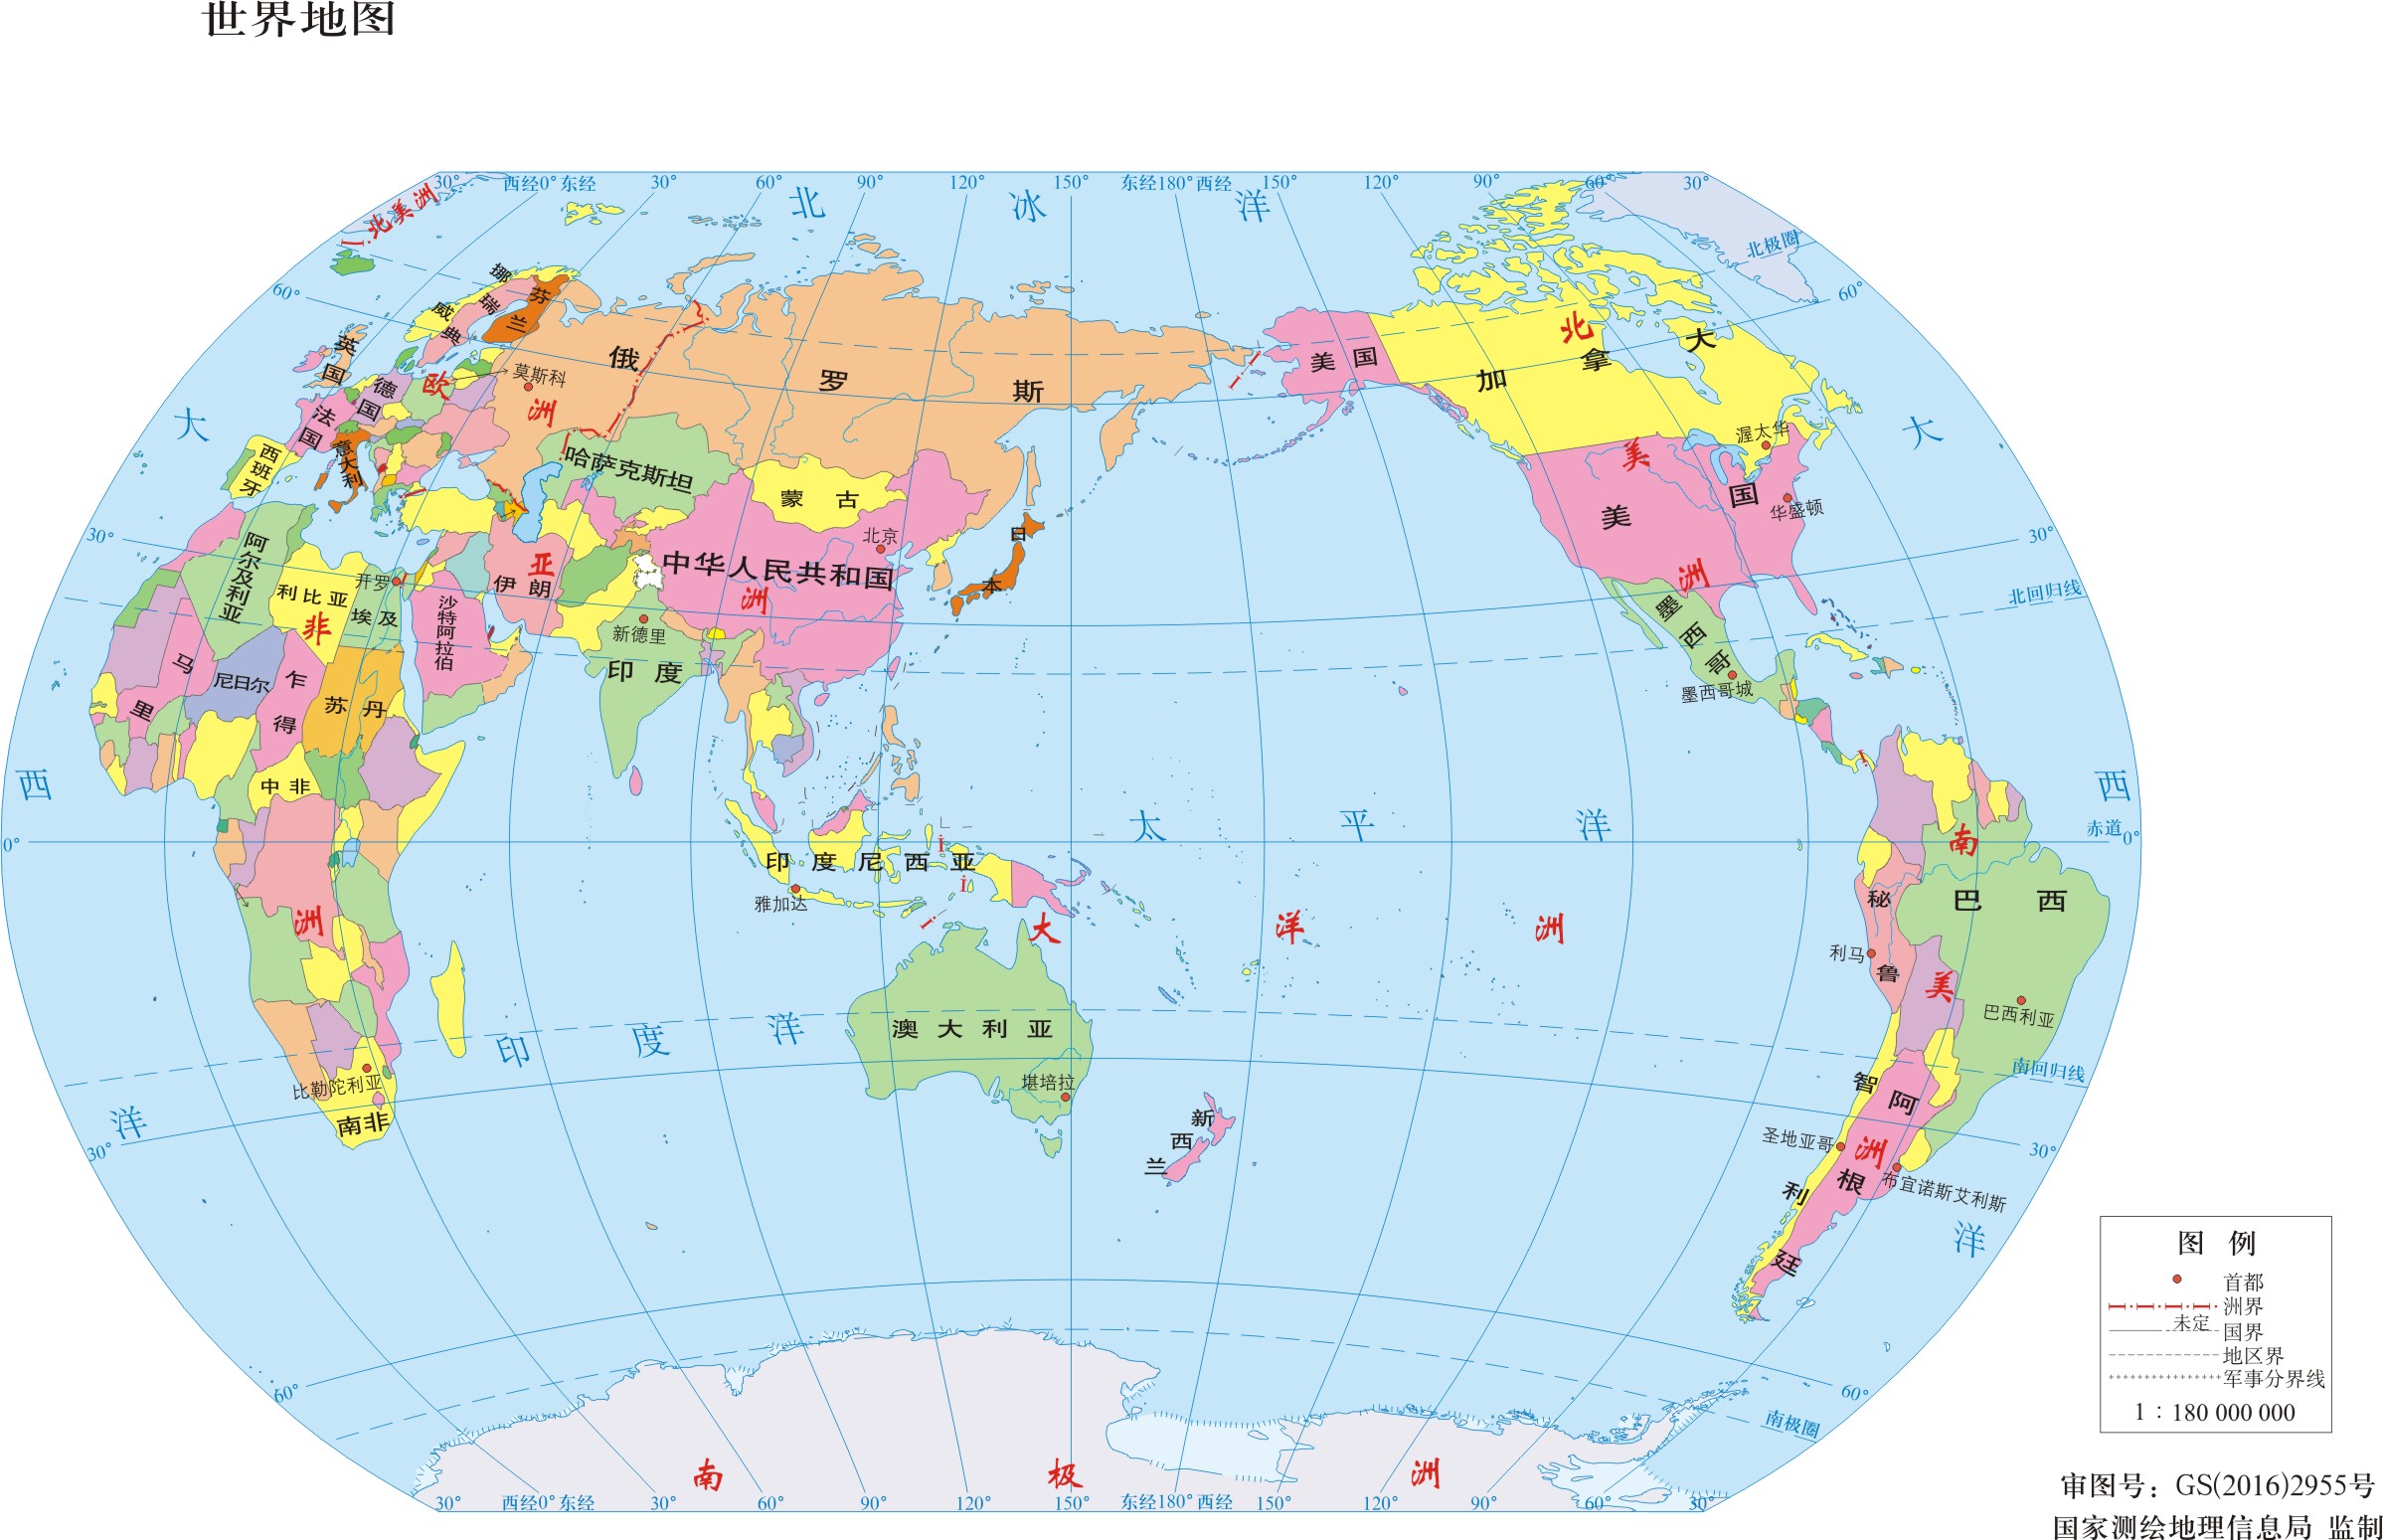 世界地图
30° 西经0°东经 30° 60° 90° 120° 150° 东经180°西经 150° 120° 90° 60° 30°
北冰洋
北美洲
北极圈
60°
60°
挪威
瑞典
芬兰
英国
德国
法国
意大利
西班牙
欧洲
莫斯科
俄罗斯
美国
加拿大
北美洲
渥太华
美国
华盛顿
大西洋
大西洋
哈萨克斯坦
蒙古
北京
中华人民共和国
日本
亚洲
伊朗
30°
30°
北回归线
阿尔及利亚
利比亚
开罗
埃及
沙特阿拉伯
新德里
印度
非洲
马里
尼日尔
乍得
苏丹
中非
墨西哥
墨西哥城
太平洋
0°
赤道 0°
印度尼西亚
雅加达
大洋洲
南美洲
秘鲁
利马
巴西
巴西利亚
澳大利亚
堪培拉
印度洋
比勒陀利亚
南非
新西兰
南回归线
智利
阿根廷
圣地亚哥
布宜诺斯艾利斯
30°
30°
60°
60°
南极圈
南极洲
30° 西经0°东经 30° 60° 90° 120° 150° 东经180°西经 150° 120° 90° 60° 30°
图例
首都
洲界
未定 国界
地区界
军事分界线
1：180 000 000
审图号：GS(2016)2955号
国家测绘地理信息局 监制